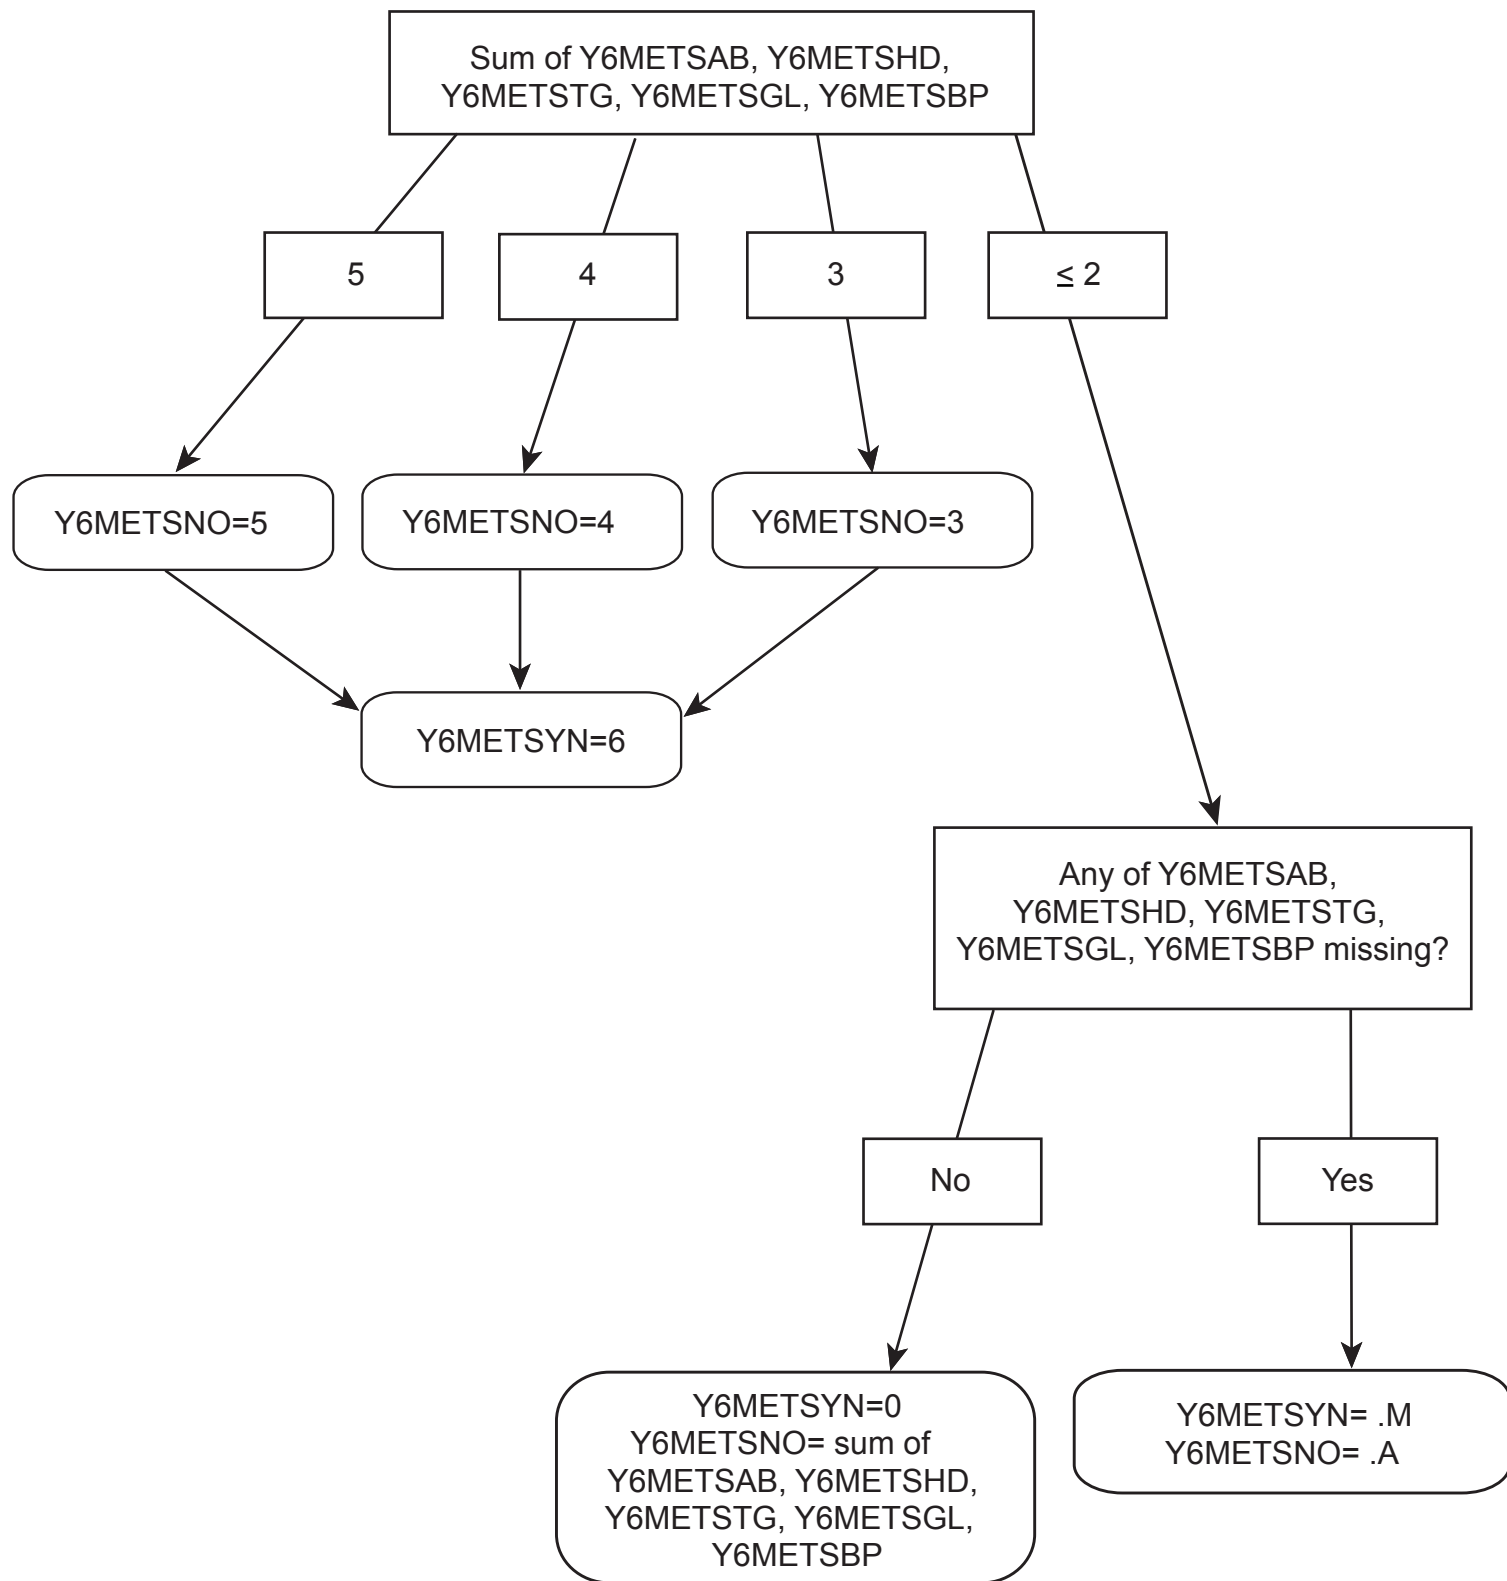 Sum of Y6METSAB, Y6METSHD,
Y6METSTG, Y6METSGL, Y6METSBP
5
4
3
≤ 2
Y6METSNO=5
Y6METSNO=4
Y6METSNO=3
Y6METSYN=6
Any of Y6METSAB,
Y6METSHD, Y6METSTG,
Y6METSGL, Y6METSBP missing?
No
Yes
Y6METSYN=0
Y6METSNO= sum of
Y6METSAB, Y6METSHD,
Y6METSTG, Y6METSGL,
Y6METSBP
Y6METSYN= .M
Y6METSNO= .A